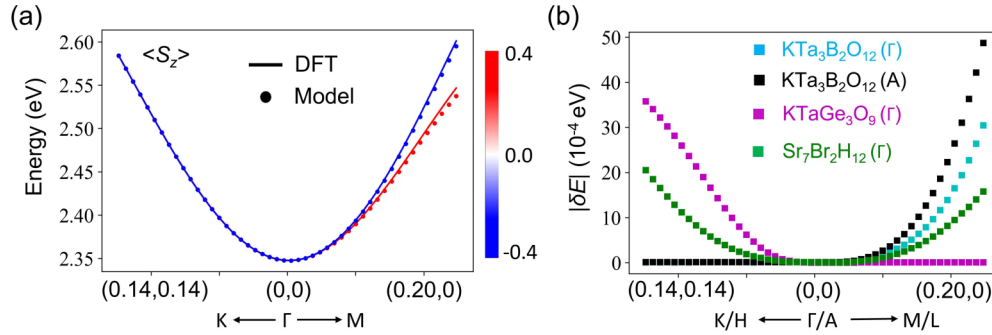 (a)
Energy (eV)
2.60
2.55
2.50
2.45
2.40
2.35
<S_z>
DFT
Model
0.4
0.0
-0.4
(0.14,0.14)
(0,0)
(0.20,0)
K ← Γ → M
(b)
|δE| (10⁻⁴ eV)
50
40
30
20
10
0
KTa₃B₂O₁₂ (Γ)
KTa₃B₂O₁₂ (A)
KTaGe₃O₉ (Γ)
Sr₇Br₂H₁₂ (Γ)
(0.14,0.14)
(0,0)
(0.20,0)
K/H ← Γ/A → M/L